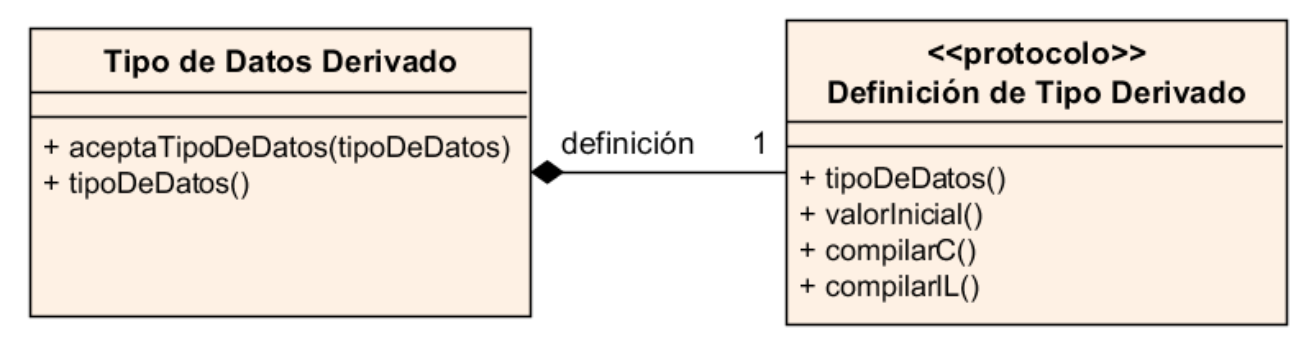 Tipo de Datos Derivado
+ aceptaTipoDeDatos(tipoDeDatos)
+ tipoDeDatos()
definición
1
<<protocolo>>
Definición de Tipo Derivado
+ tipoDeDatos()
+ valorInicial()
+ compilarC()
+ compilarIL()